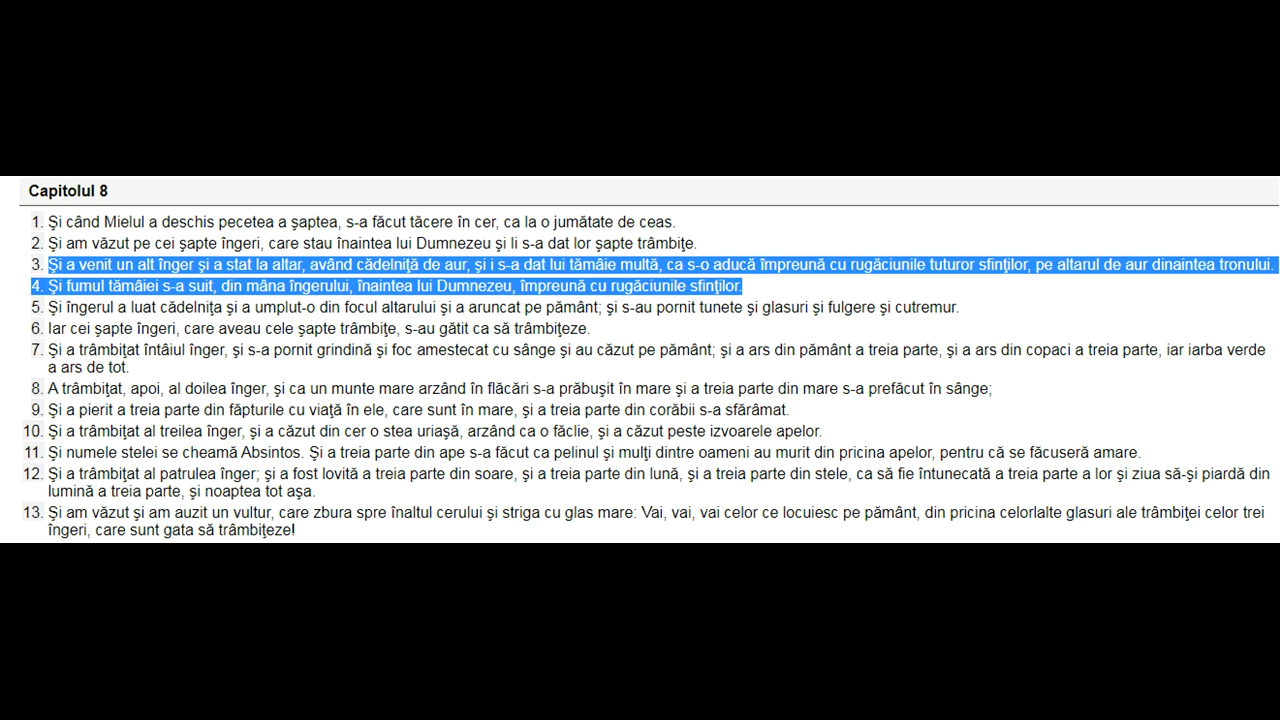 Capitolul 8
1. Şi când Mielul a deschis pecetea a şaptea, s-a făcut tăcere în cer, ca la o jumătate de ceas.
2. Şi am văzut pe cei şapte îngeri, care stau înaintea lui Dumnezeu şi li s-a dat lor şapte trâmbiţe.
3. Şi a venit un alt înger şi a stat la altar, având cădelniţă de aur, şi i s-a dat lui tămâie multă, ca s-o aducă împreună cu rugăciunile tuturor sfinţilor, pe altarul de aur dinaintea tronului.
4. Şi fumul tămâiei s-a suit, din mâna îngerului, înaintea lui Dumnezeu, împreună cu rugăciunile sfinţilor.
5. Şi îngerul a luat cădelniţa şi a umplut-o din focul altarului şi a aruncat pe pământ; şi s-au pornit tunete şi glasuri şi fulgere şi cutremur.
6. Iar cei şapte îngeri, care aveau cele şapte trâmbiţe, s-au gătit ca să trâmbiţeze.
7. Şi a trâmbiţat întâiul înger, şi s-a pornit grindină şi foc amestecat cu sânge şi au căzut pe pământ; şi a ars din pământ a treia parte, şi a ars din copaci a treia parte, iar iarba verde
a ars de tot.
8. A trâmbiţat, apoi, al doilea înger, şi ca un munte mare arzând în flăcări s-a prăbuşit în mare şi a treia parte din mare s-a prefăcut în sânge;
9. Şi a pierit a treia parte din făpturile cu viaţă în ele, care sunt în mare, şi a treia parte din corăbii s-a sfărâmat.
10. Şi a trâmbiţat al treilea înger, şi a căzut din cer o stea uriaşă, arzând ca o făclie, şi a căzut peste izvoarele apelor.
11. Şi numele stelei se cheamă Absintos. Şi a treia parte din ape s-a făcut ca pelinul şi mulţi dintre oameni au murit din pricina apelor, pentru că se făcuseră amare.
12. Şi a trâmbiţat al patrulea înger; şi a fost lovită a treia parte din soare, şi a treia parte din lună, şi a treia parte din stele, ca să fie întunecată a treia parte a lor şi ziua să-şi piardă din
lumină a treia parte, şi noaptea tot aşa.
13. Şi am văzut şi am auzit un vultur, care zbura spre înaltul cerului şi striga cu glas mare: Vai, vai, vai celor ce locuiesc pe pământ, din pricina celorlalte glasuri ale trâmbiţei celor trei
îngeri, care sunt gata să trâmbiţeze!